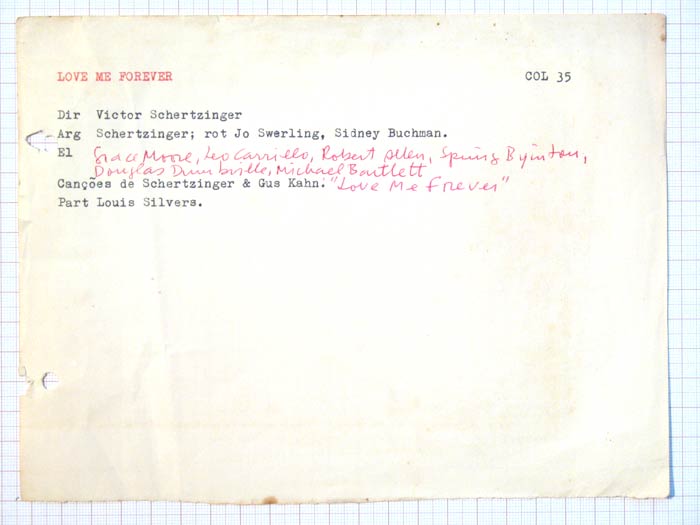 LOVE ME FOREVER COL 35
Dir Victor Schertzinger
Arg Schertzinger; rot Jo Swerling, Sidney Buchman.
El Grace Moore, Leo Carrillo, Robert Allen, Spring Byinton,
Douglas Dumbrille, Michael Bartlett
Canções de Schertzinger & Gus Kahn: "Love Me Forever"
Part Louis Silvers.